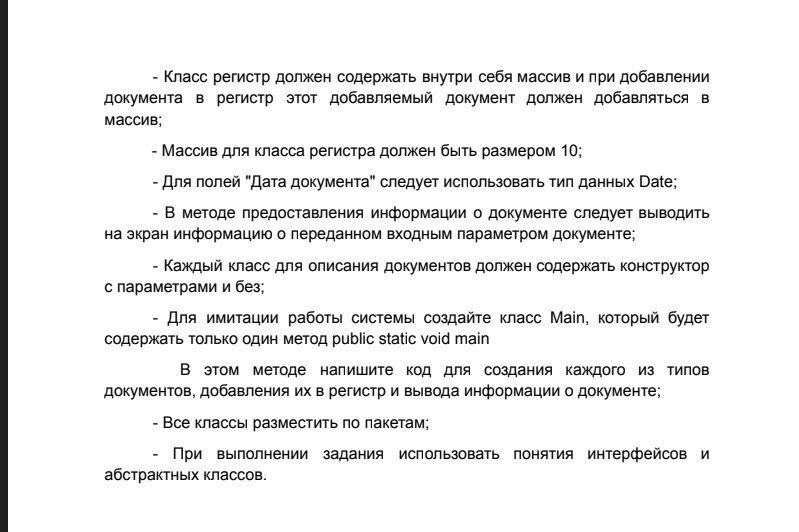 - Класс регистр должен содержать внутри себя массив и при добавлении
документа в регистр этот добавляемый документ должен добавляться в
массив;
- Массив для класса регистра должен быть размером 10;
- Для полей "Дата документа" следует использовать тип данных Date;
- В методе предоставления информации о документе следует выводить
на экран информацию о переданном входным параметром документе;
- Каждый класс для описания документов должен содержать конструктор
с параметрами и без;
- Для имитации работы системы создайте класс Main, который будет
содержать только один метод public static void main
В этом методе напишите код для создания каждого из типов
документов, добавления их в регистр и вывода информации о документе;
- Все классы разместить по пакетам;
- При выполнении задания использовать понятия интерфейсов и
абстрактных классов.